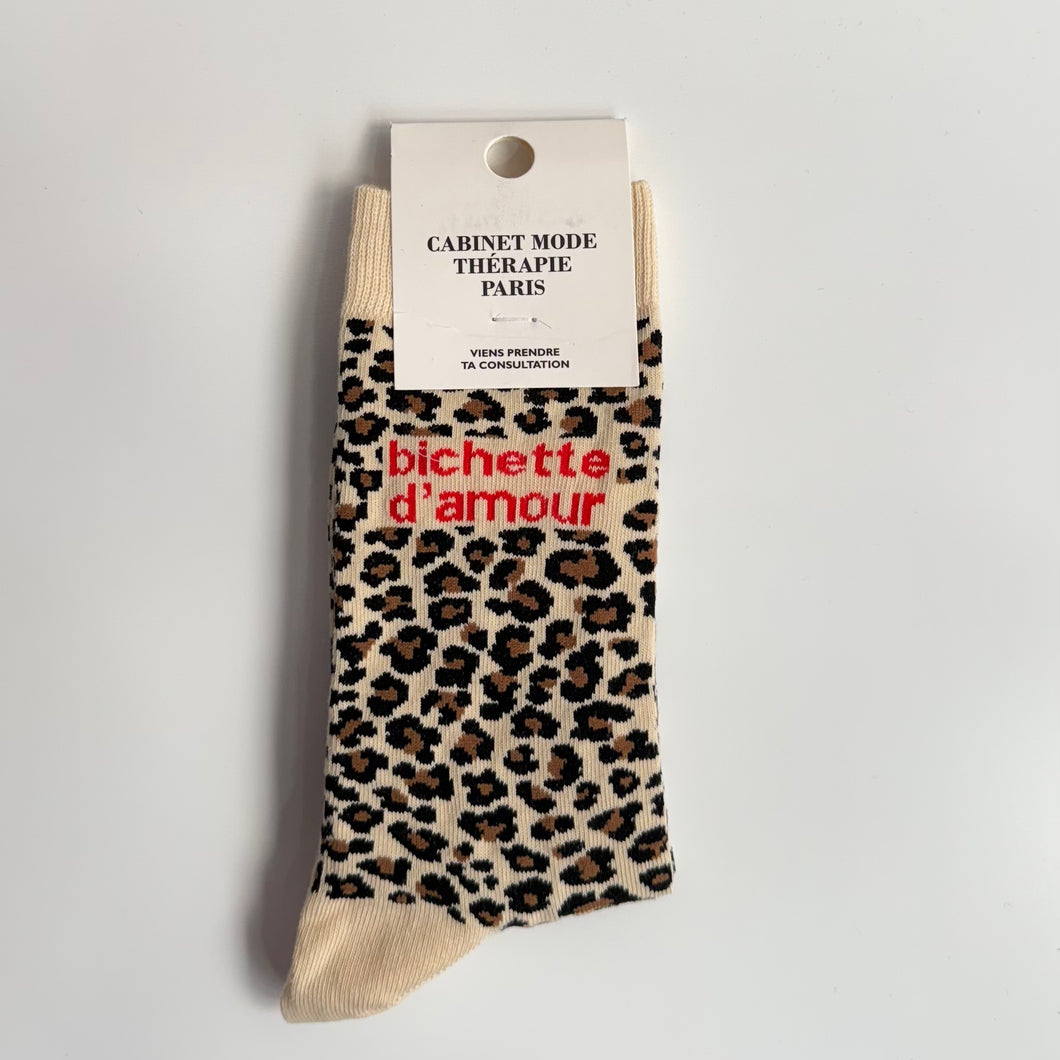 CABINET MODE
THÉRAPIE
PARIS
VIENS PRENDRE
TA CONSULTATION
bichette
d'amour